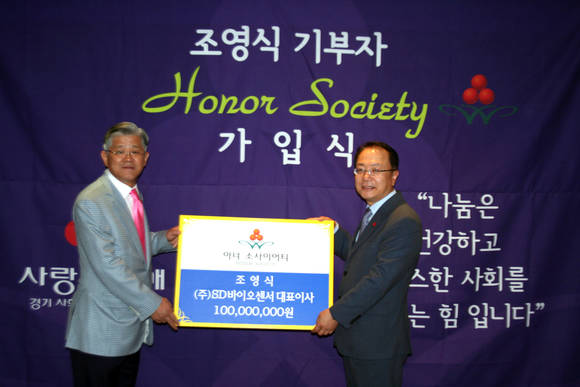 조영식 기부자
Honor Society
가 입 식
"나눔은
건강하고
한 사회를
는 힘 입니다"
사랑
경기 사
아너 소사이어티
조 영 식
(주)SD바이오센서 대표이사
100,000,000원